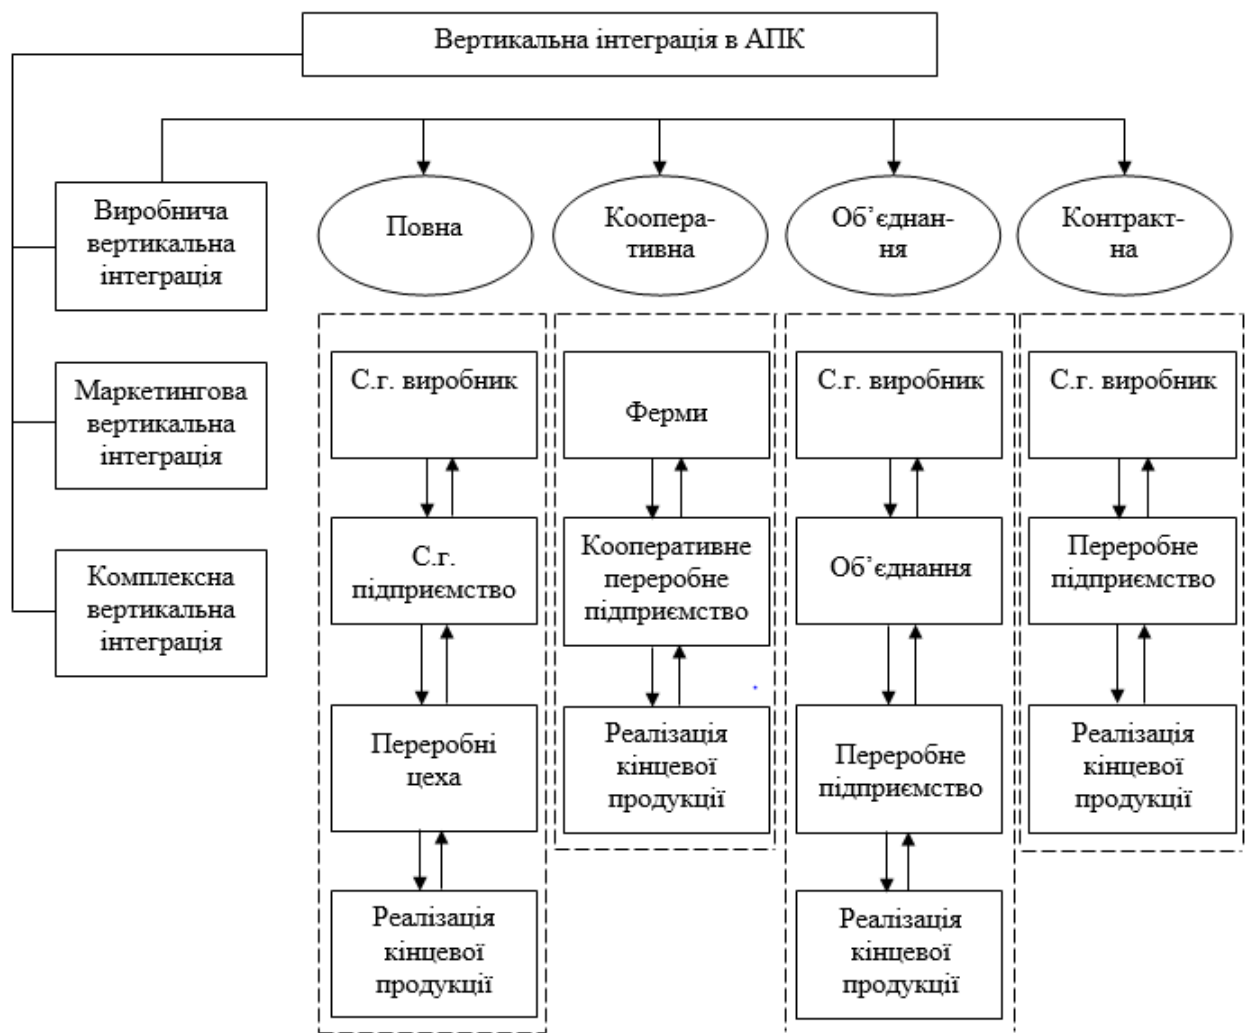 Вертикальна інтеграція в АПК
Виробнича
вертикальна
інтеграція
Маркетингова
вертикальна
інтеграція
Комплексна
вертикальна
інтеграція
Повна
Коопера-
тивна
Об’єднан-
ня
Контракт-
на
С.г. виробник
С.г.
підприємство
Переробні
цеха
Реалізація
кінцевої
продукції
Ферми
Кооперативне
переробне
підприємство
Реалізація
кінцевої
продукції
С.г. виробник
Об’єднання
Переробне
підприємство
Реалізація
кінцевої
продукції
С.г. виробник
Переробне
підприємство
Реалізація
кінцевої
продукції